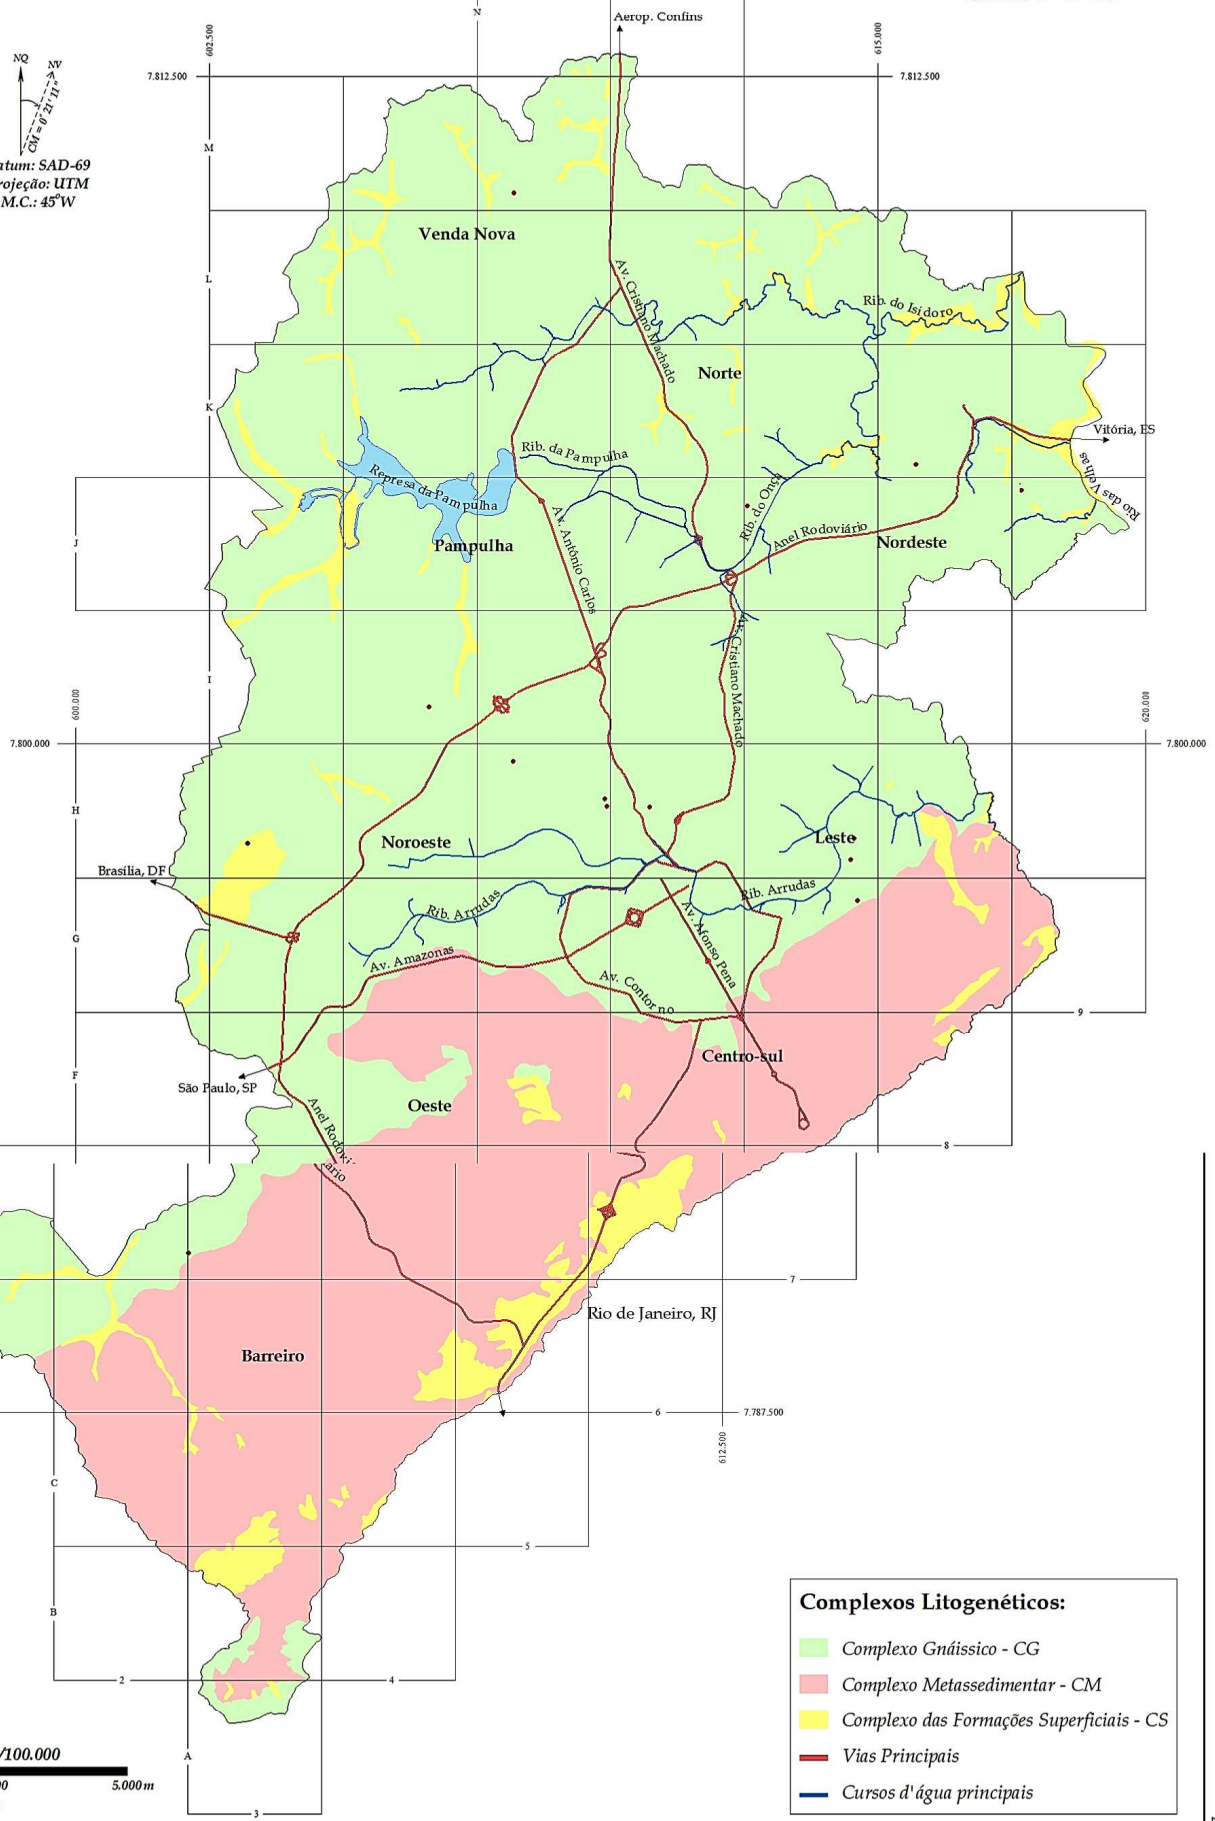 N
Aerop. Confins
602.500
615.000
NQ
NV
CM = 0° 21' 11"
7.812.500
7.812.500
M
atum: SAD-69
rojeção: UTM
M.C.: 45°W
Venda Nova
L
Av. Cristiano Machado
Rib. do Isidoro
Norte
K
Vitória, ES
Rib. da Pampulha
Represa da Pampulha
Rio das Velhas
Rib. do Onça
Av. Antônio Carlos
Anel Rodoviário
J
Pampulha
Nordeste
Av. Cristiano Machado
I
600.000
620.000
7.800.000
7.800.000
H
Noroeste
Leste
Brasília, DF
Rib. Arrudas
Rib. Arrudas
Av. Afonso Pena
G
Av. Amazonas
Av. Contorno
9
Centro-sul
F
São Paulo, SP
Oeste
Anel Rodovi
ario
8
7
Rio de Janeiro, RJ
Barreiro
6
7.787.500
612.500
C
5
B
2
4
A
3
/100.000
00
5.000m
Complexos Litogenéticos:
Complexo Gnáissico - CG
Complexo Metassedimentar - CM
Complexo das Formações Superficiais - CS
Vias Principais
Cursos d'água principais